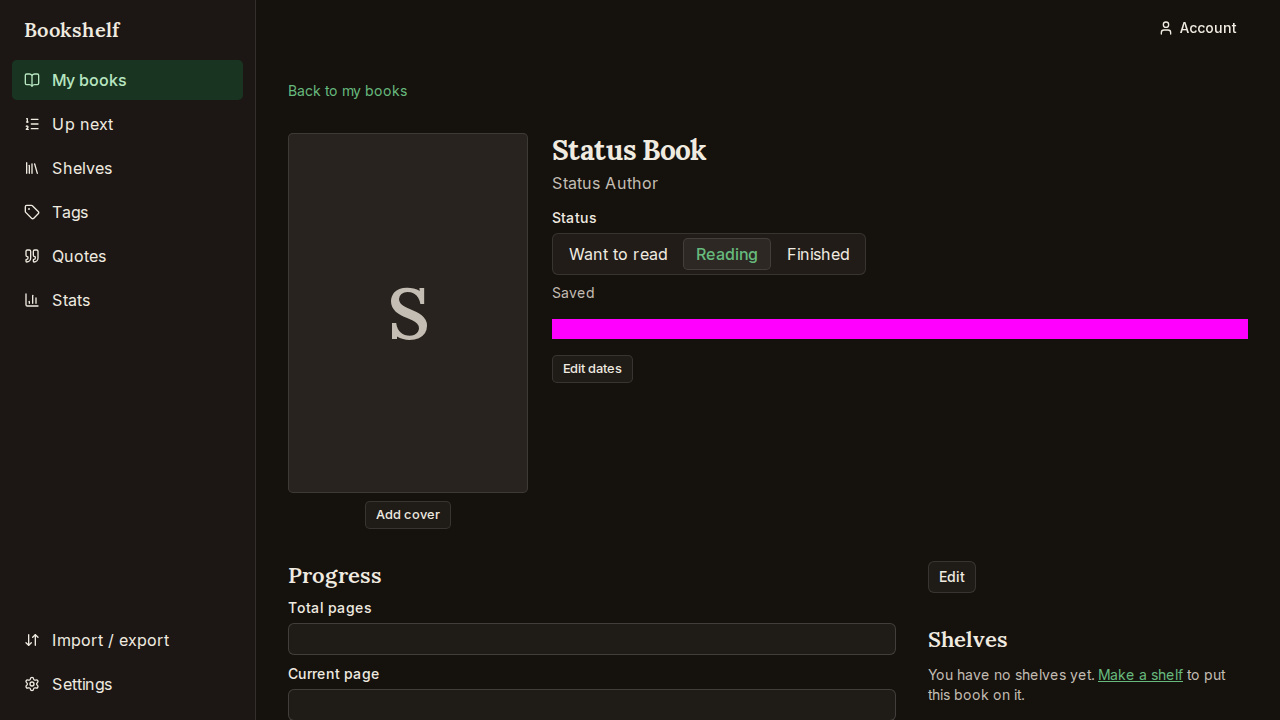 Bookshelf
My books
Up next
Shelves
Tags
Quotes
Stats
Import / export
Settings
Account
Back to my books
S
Add cover
Status Book
Status Author
Status
Want to read
Reading
Finished
Saved
Edit dates
Progress
Total pages
Current page
Edit
Shelves
You have no shelves yet. Make a shelf to put
this book on it.